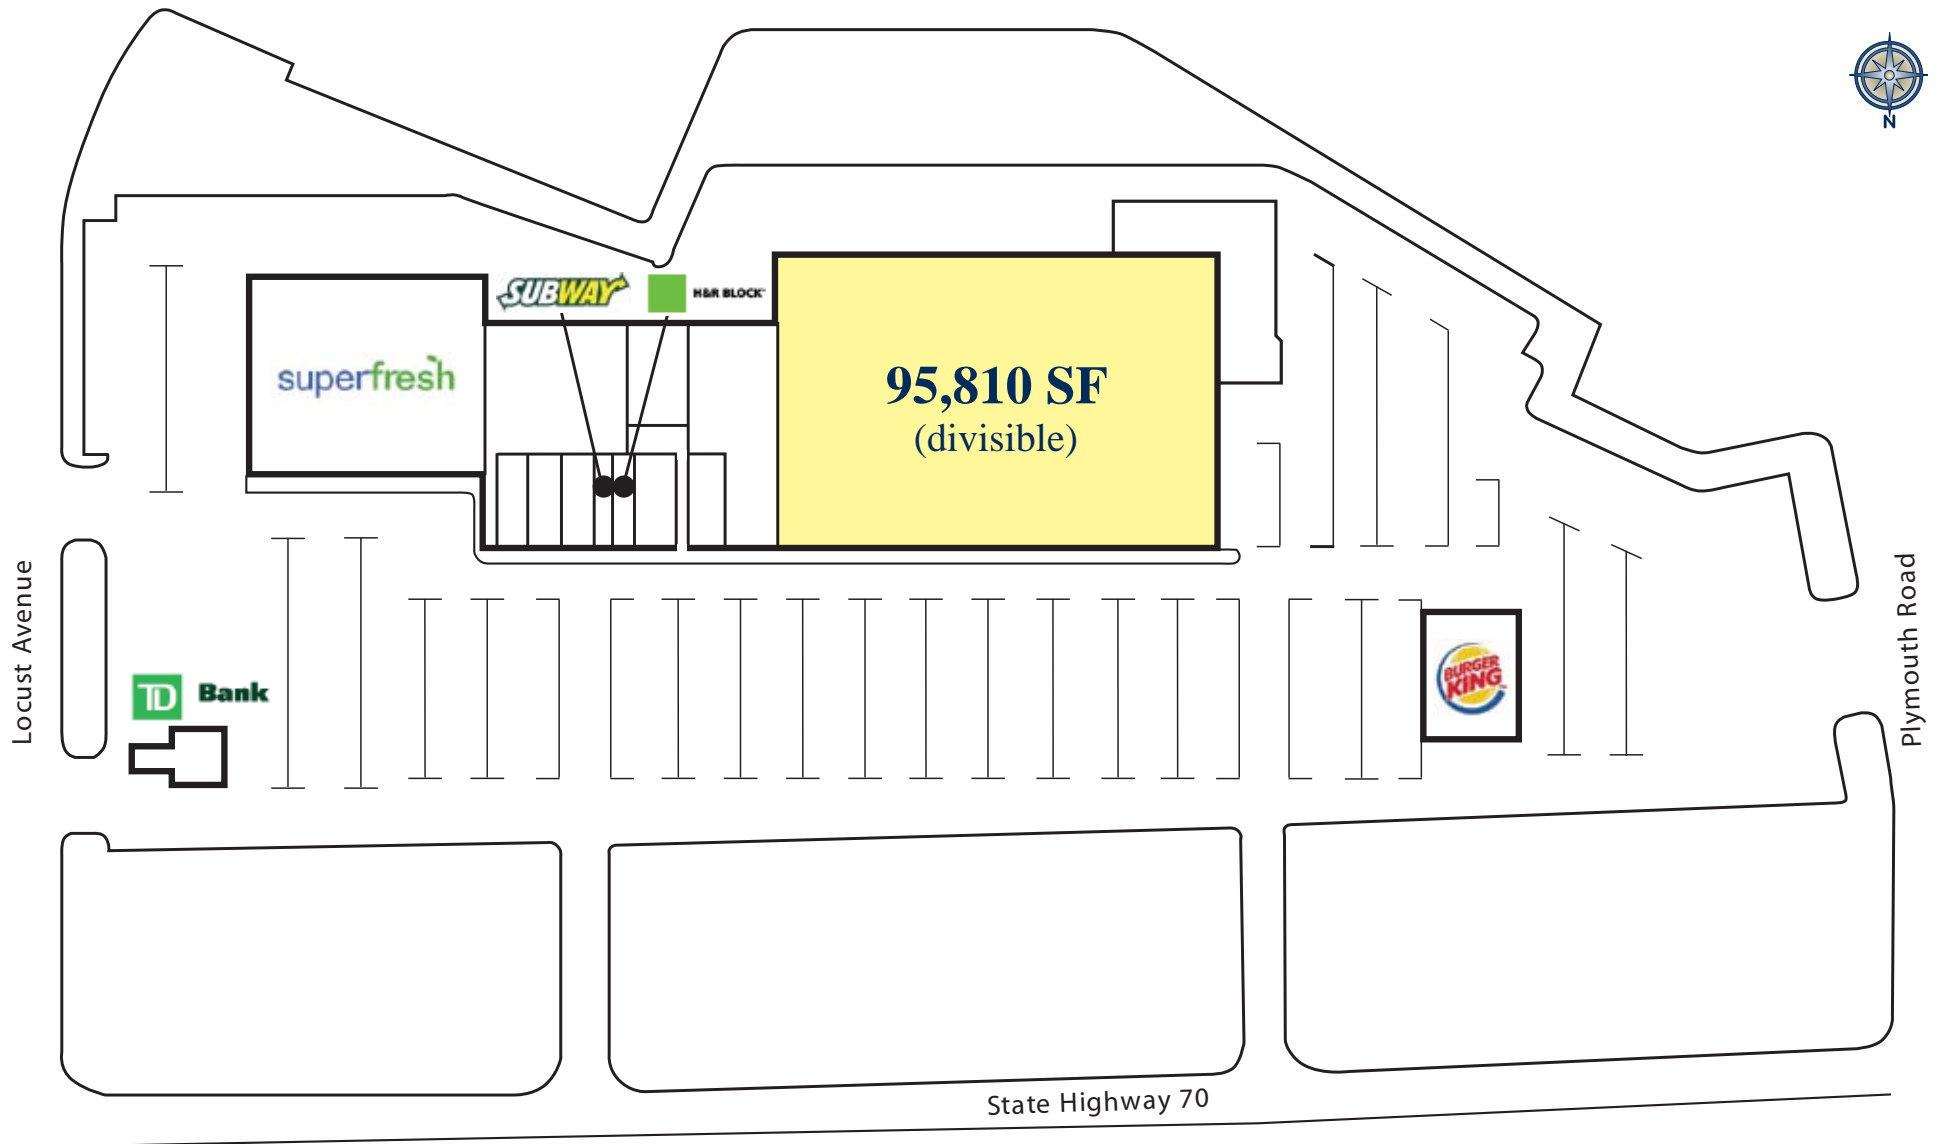 N
SUBWAY
H&R BLOCK
superfresh
95,810 SF
(divisible)
Locust Avenue
Plymouth Road
TD Bank
BURGER
KING
State Highway 70